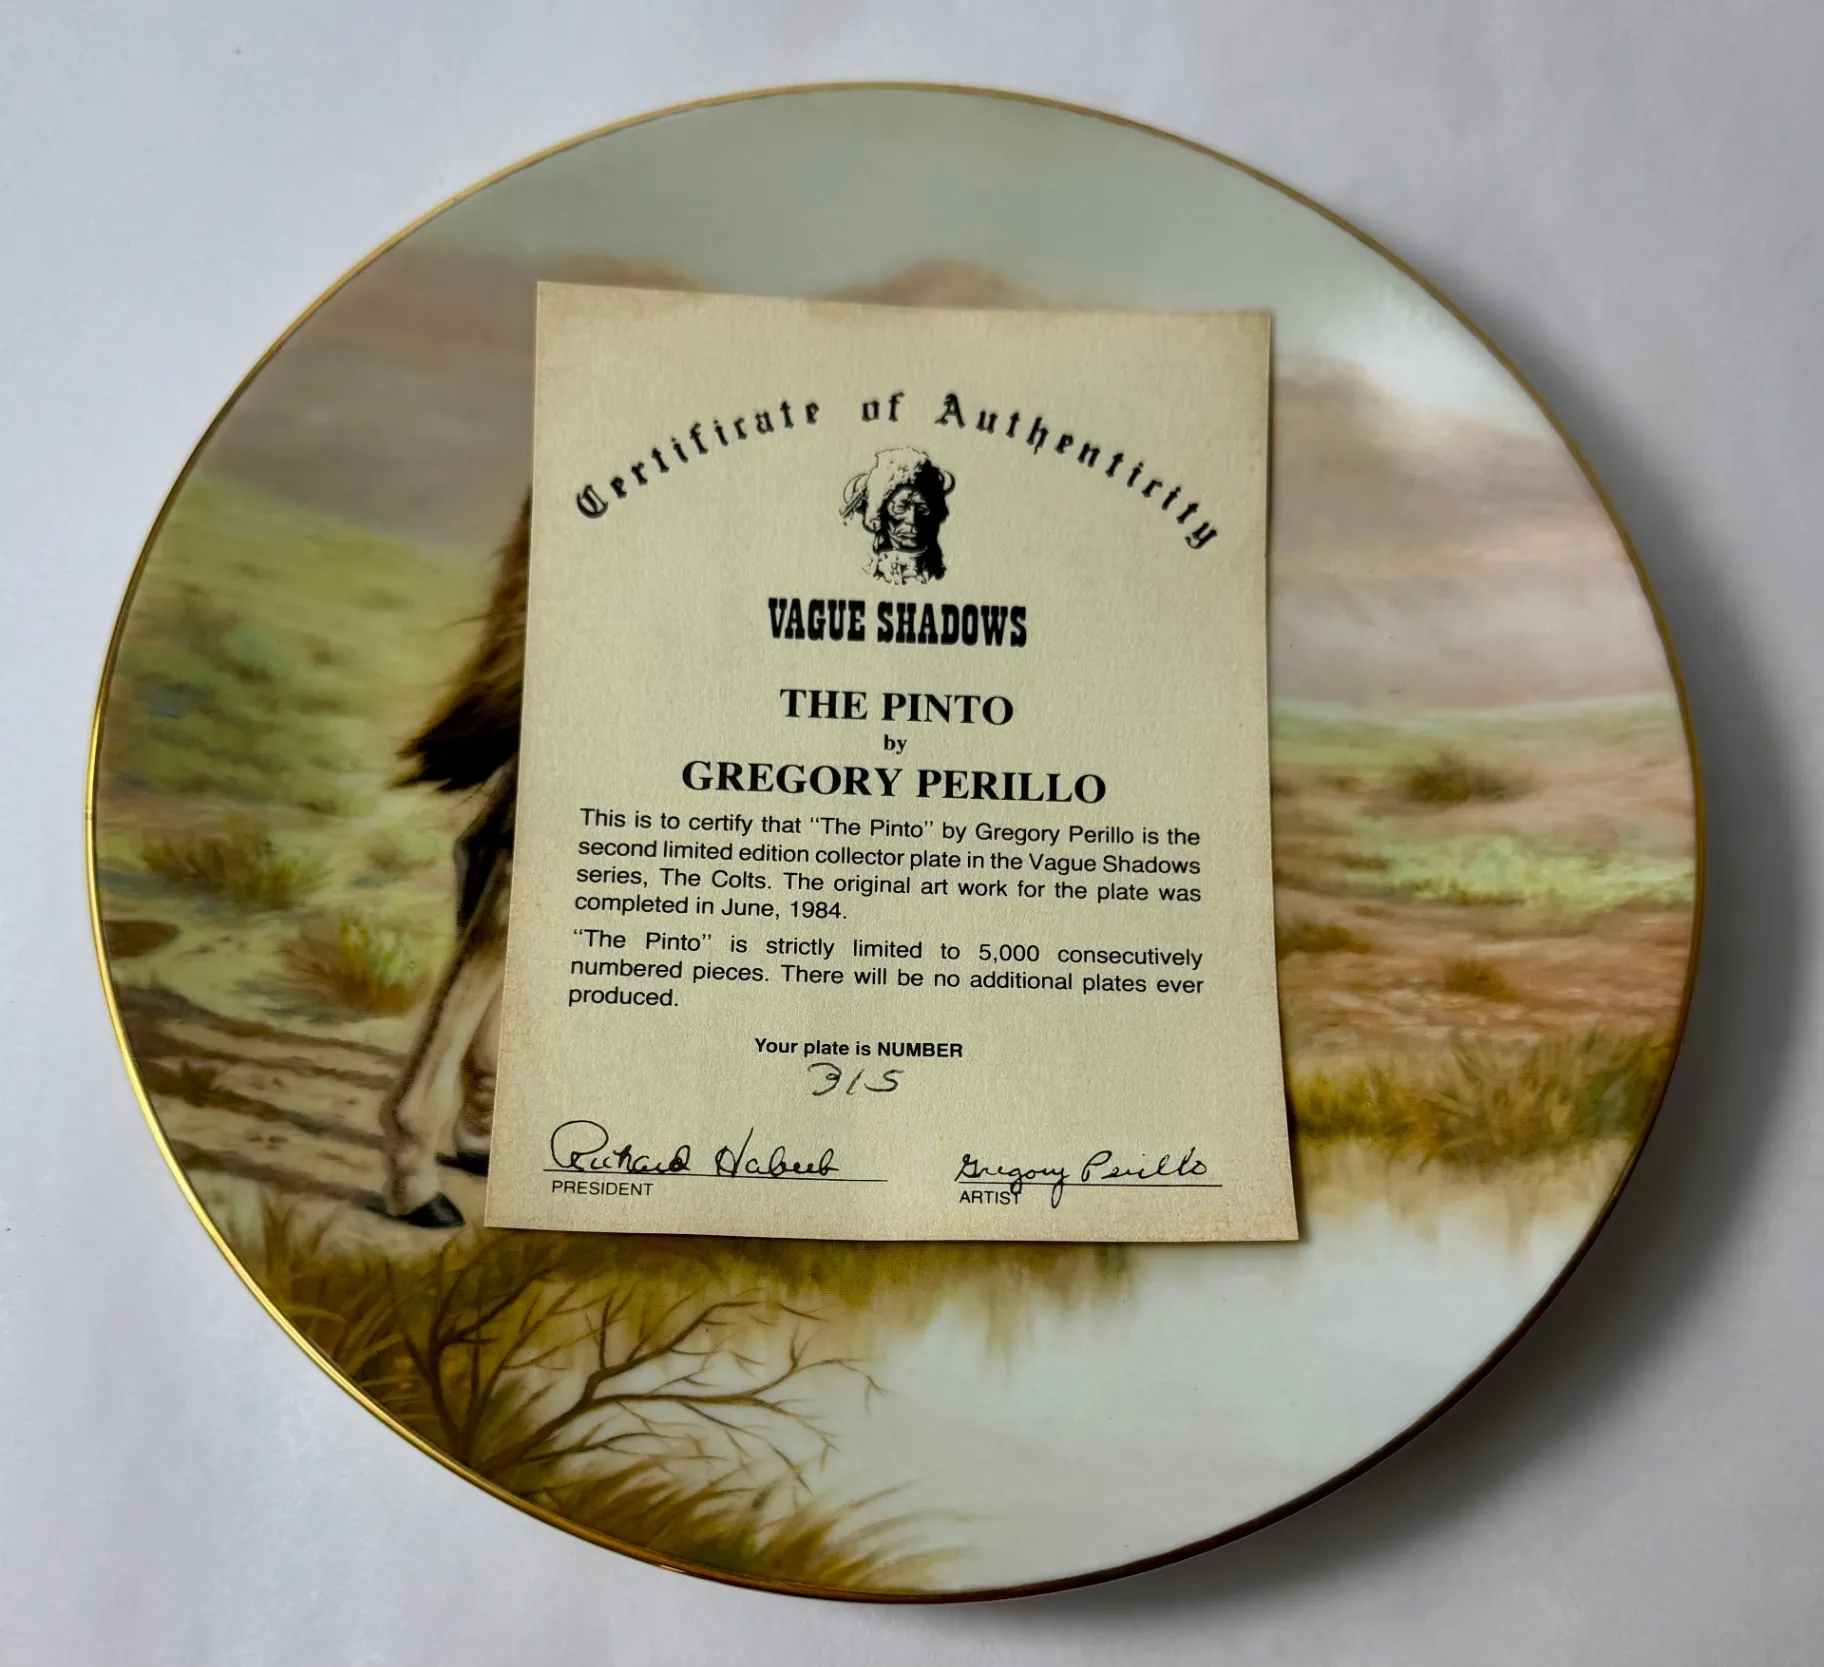 Certificate of Authenticity
VAGUE SHADOWS
THE PINTO
by
GREGORY PERILLO
This is to certify that "The Pinto" by Gregory Perillo is the
second limited edition collector plate in the Vague Shadows
series, The Colts. The original art work for the plate was
completed in June, 1984.
"The Pinto" is strictly limited to 5,000 consecutively
numbered pieces. There will be no additional plates ever
produced.
Your plate is NUMBER
315
Richard Habeeb Gregory Perillo
PRESIDENT ARTIST